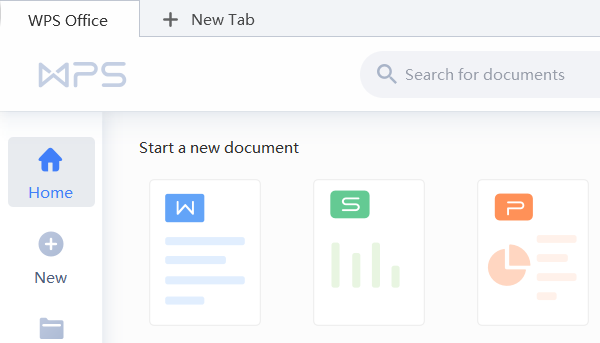 WPS Office
New Tab
WPS
Search for documents
Start a new document
Home
W
S
P
New